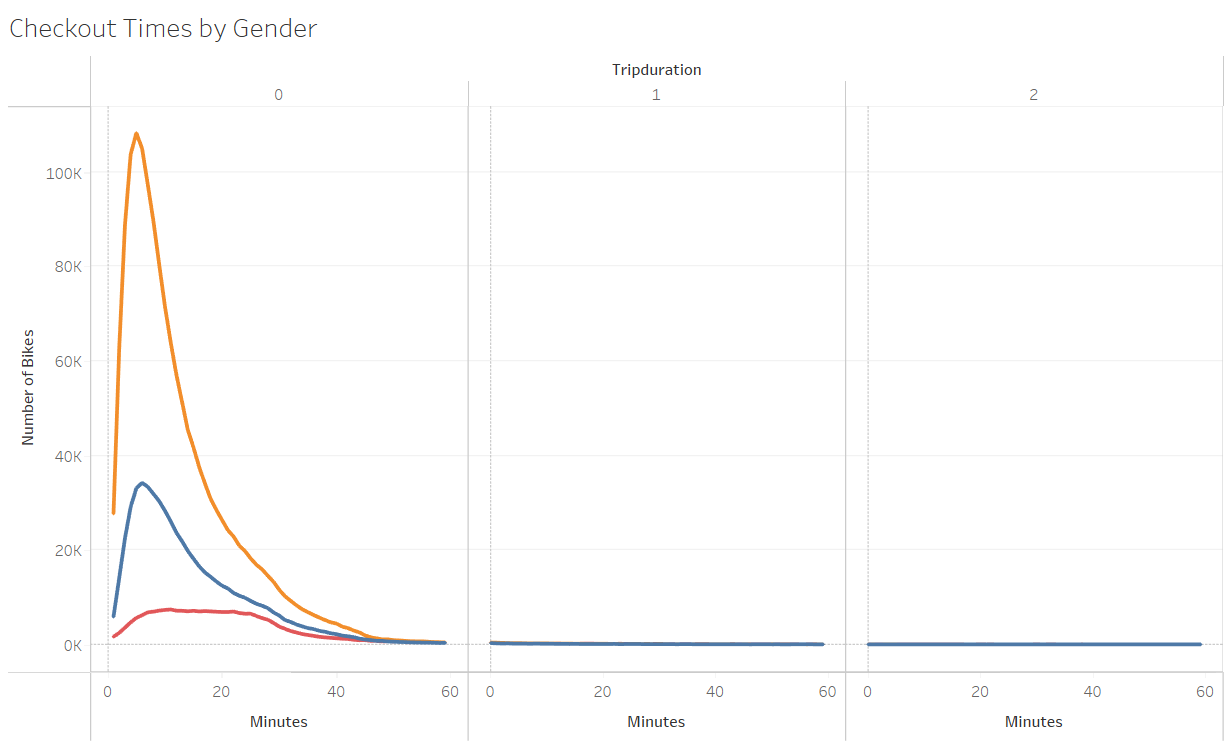 Checkout Times by Gender
Tripduration
0 1 2
100K
80K
60K
40K
20K
0K
Number of Bikes
0 20 40 60 0 20 40 60 0 20 40 60
Minutes Minutes Minutes